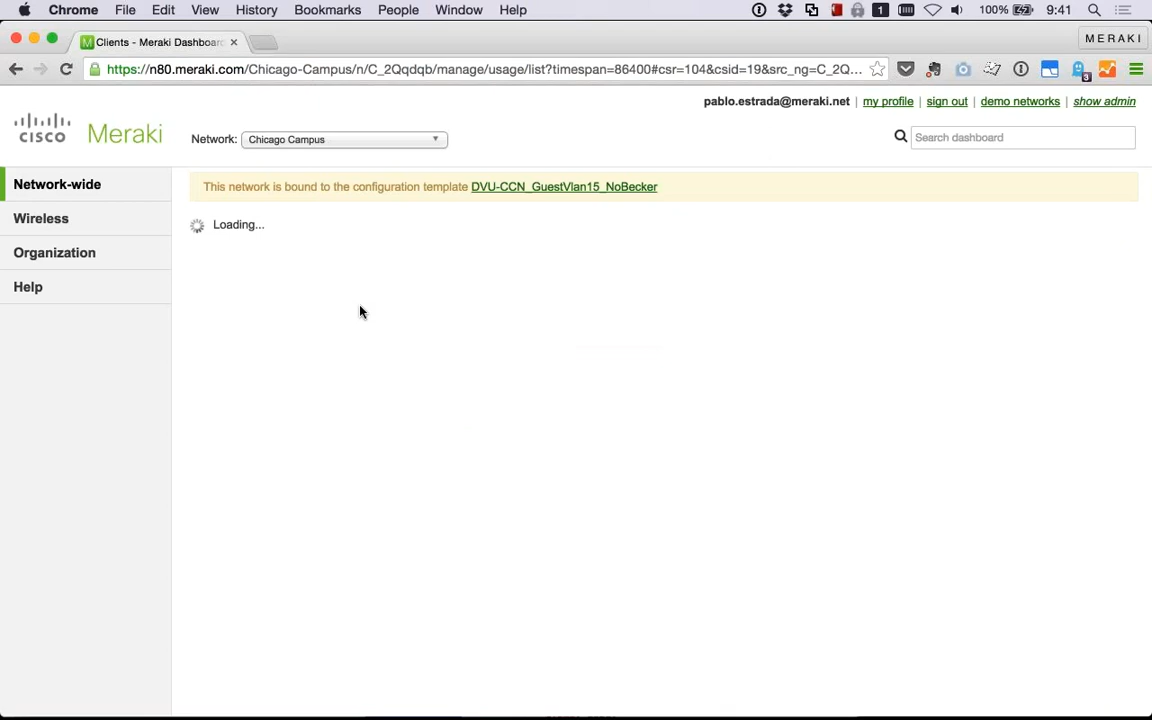 Chrome File Edit View History Bookmarks People Window Help 1 100% 9:41
Clients - Meraki Dashboard MERAKI
https://n80.meraki.com/Chicago-Campus/n/C_2Qqdqb/manage/usage/list?timespan=86400#csr=104&csid=19&src_ng=C_2Q... 3
pablo.estrada@meraki.net | my profile | sign out | demo networks | show admin
cisco Meraki Network: Chicago Campus Search dashboard
Network-wide
This network is bound to the configuration template DVU-CCN_GuestVlan15_NoBecker
Wireless
Loading...
Organization
Help